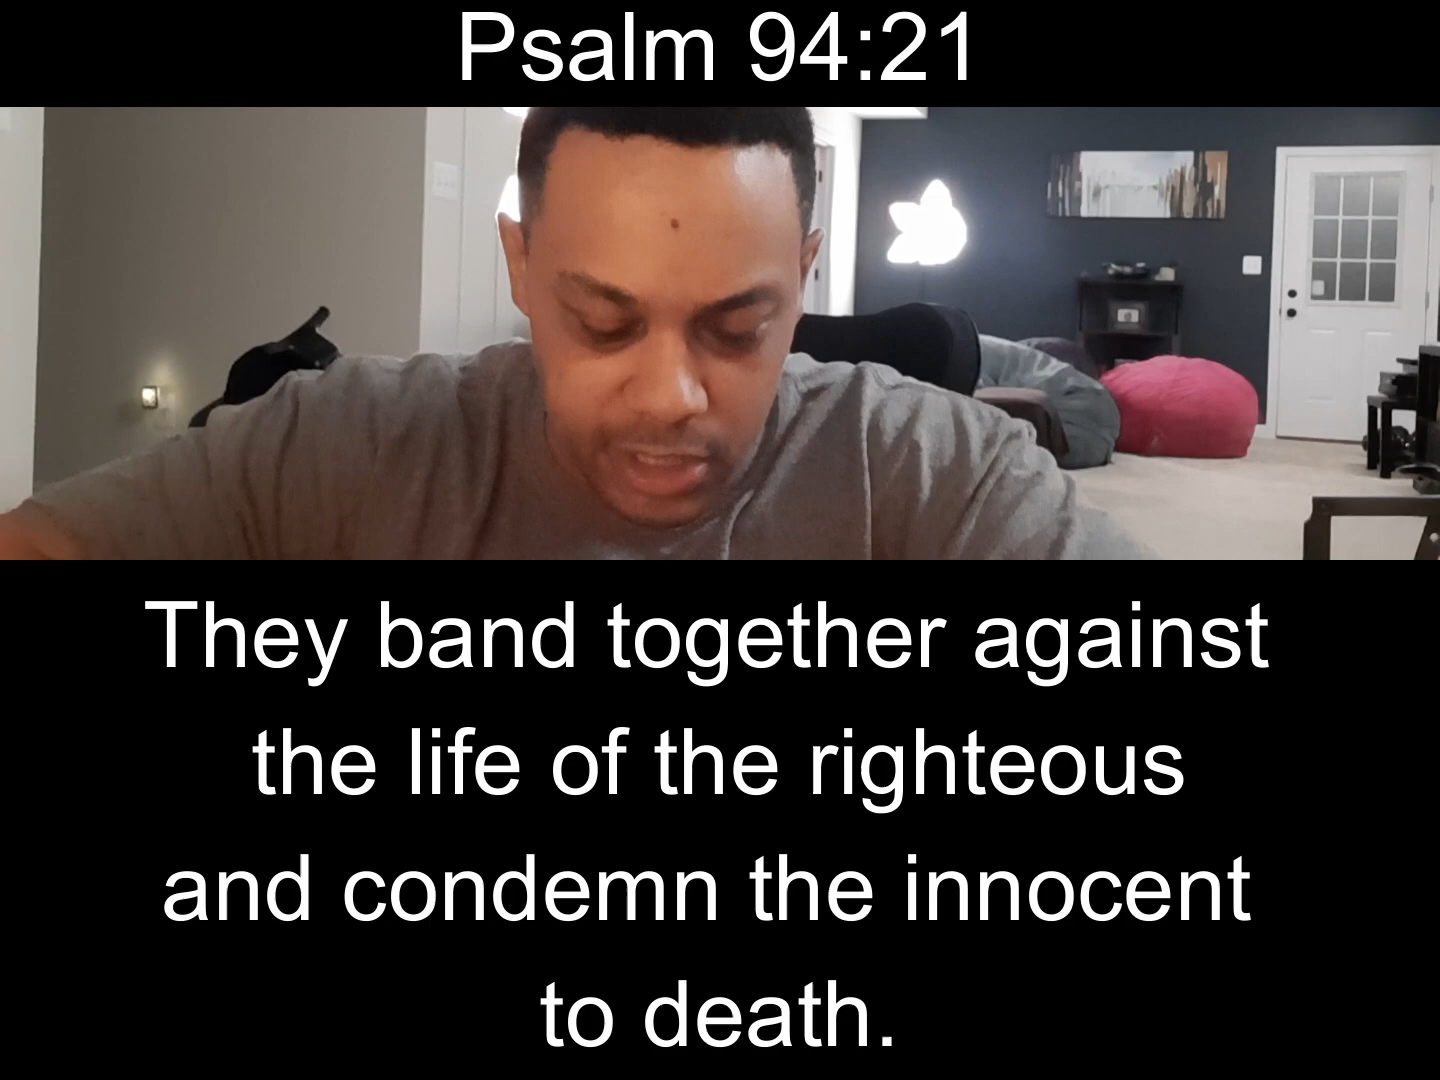 Psalm 94:21
They band together against
the life of the righteous
and condemn the innocent
to death.